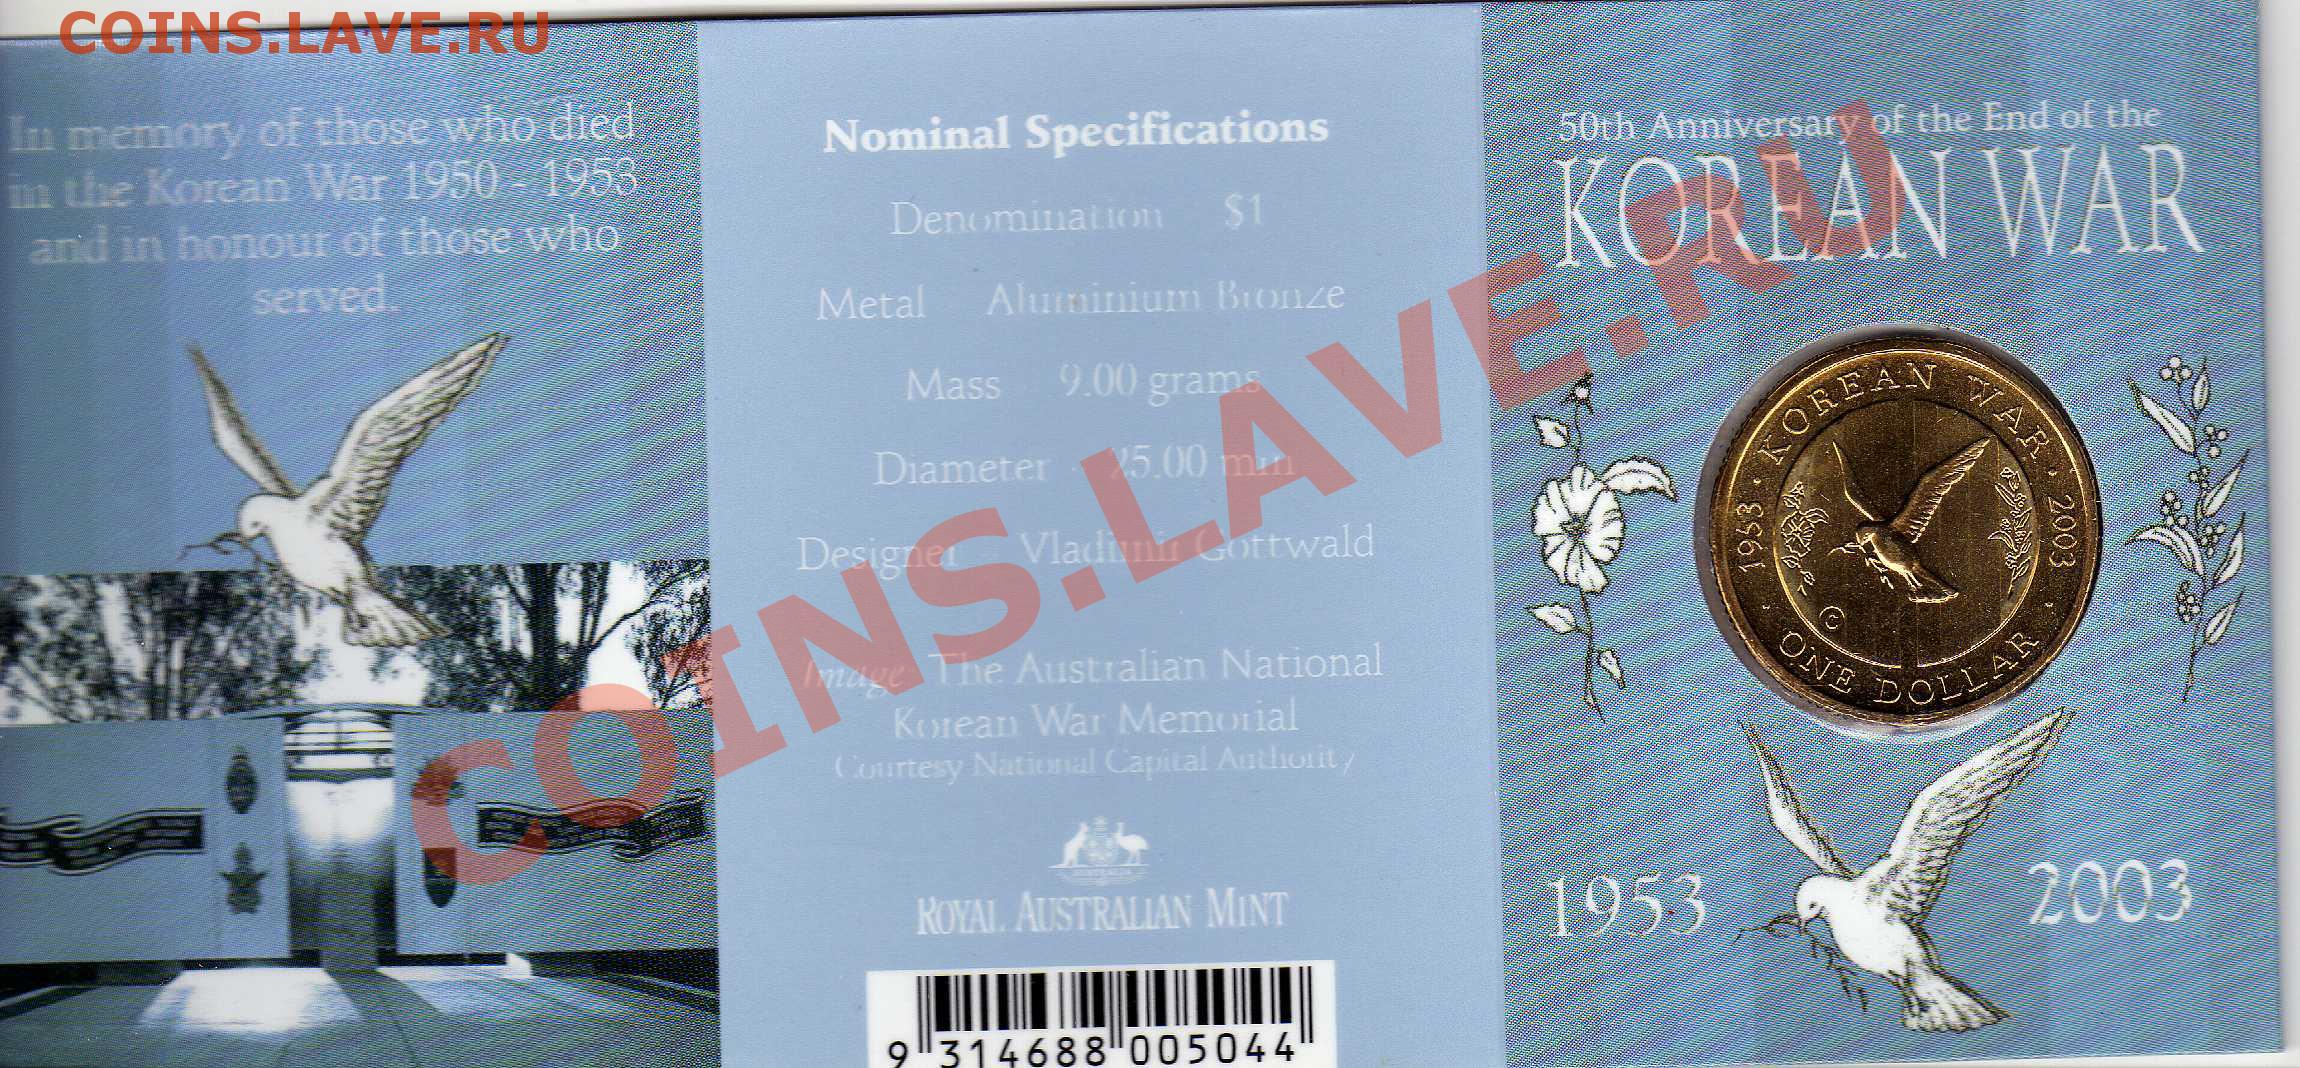 COINS.LAVE.RU
In memory of those who died
in the Korean War 1950 - 1953
and in honour of those who
served.
Nominal Specifications
Denomination $1
Metal Aluminium Bronze
Mass 9.00 grams
Diameter 25.00 mm
Designer Vladimir Gottwald
Image The Australian National
Korean War Memorial
Courtesy National Capital Authority
AUSTRALIA
ROYAL AUSTRALIAN MINT
9 314688 005044
50th Anniversary of the End of the
KOREAN WAR
1953 · KOREAN WAR · 2003
C
· ONE DOLLAR ·
1953 2003
COINS.LAVE.RU